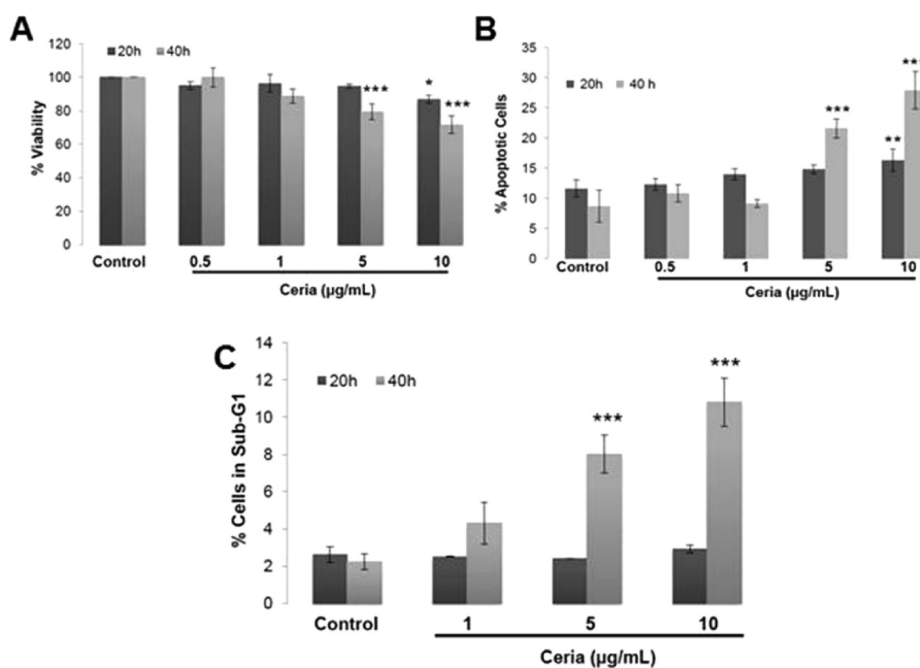 A
20h 40h
120
100
80
60
40
20
0
% Viability
*
***
***
Control 0.5 1 5 10
Ceria (µg/mL)
B
20h 40 h
35
30
25
20
15
10
5
0
% Apoptotic Cells
***
**
***
Control 0.5 1 5 10
Ceria (µg/mL)
C
20h 40h
14
12
10
8
6
4
2
0
% Cells in Sub-G1
***
***
Control 1 5 10
Ceria (µg/mL)